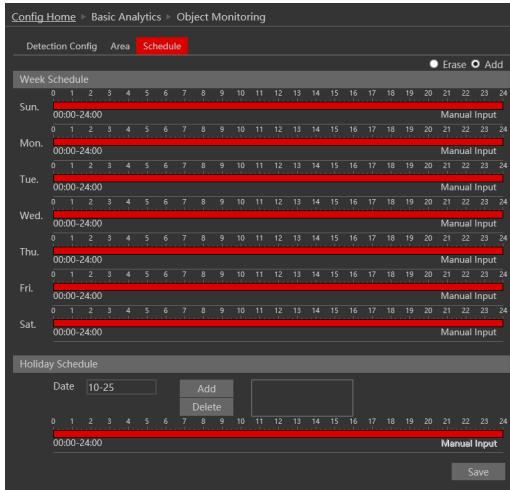 Config Home ▸ Basic Analytics ▸ Object Monitoring
Detection Config Area Schedule
Erase Add
Week Schedule
0 1 2 3 4 5 6 7 8 9 10 11 12 13 14 15 16 17 18 19 20 21 22 23 24
Sun.
00:00-24:00 Manual Input
0 1 2 3 4 5 6 7 8 9 10 11 12 13 14 15 16 17 18 19 20 21 22 23 24
Mon.
00:00-24:00 Manual Input
0 1 2 3 4 5 6 7 8 9 10 11 12 13 14 15 16 17 18 19 20 21 22 23 24
Tue.
00:00-24:00 Manual Input
0 1 2 3 4 5 6 7 8 9 10 11 12 13 14 15 16 17 18 19 20 21 22 23 24
Wed.
00:00-24:00 Manual Input
0 1 2 3 4 5 6 7 8 9 10 11 12 13 14 15 16 17 18 19 20 21 22 23 24
Thu.
00:00-24:00 Manual Input
0 1 2 3 4 5 6 7 8 9 10 11 12 13 14 15 16 17 18 19 20 21 22 23 24
Fri.
00:00-24:00 Manual Input
0 1 2 3 4 5 6 7 8 9 10 11 12 13 14 15 16 17 18 19 20 21 22 23 24
Sat.
00:00-24:00 Manual Input
Holiday Schedule
Date 10-25 Add
Delete
0 1 2 3 4 5 6 7 8 9 10 11 12 13 14 15 16 17 18 19 20 21 22 23 24
00:00-24:00 Manual Input
Save